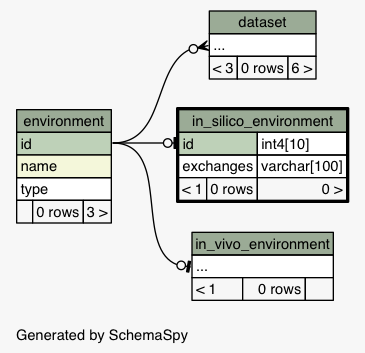 dataset
...
< 3 0 rows 6 >
environment
id
name
type
0 rows 3 >
in_silico_environment
id int4[10]
exchanges varchar[100]
< 1 0 rows 0 >
in_vivo_environment
...
< 1 0 rows
Generated by SchemaSpy